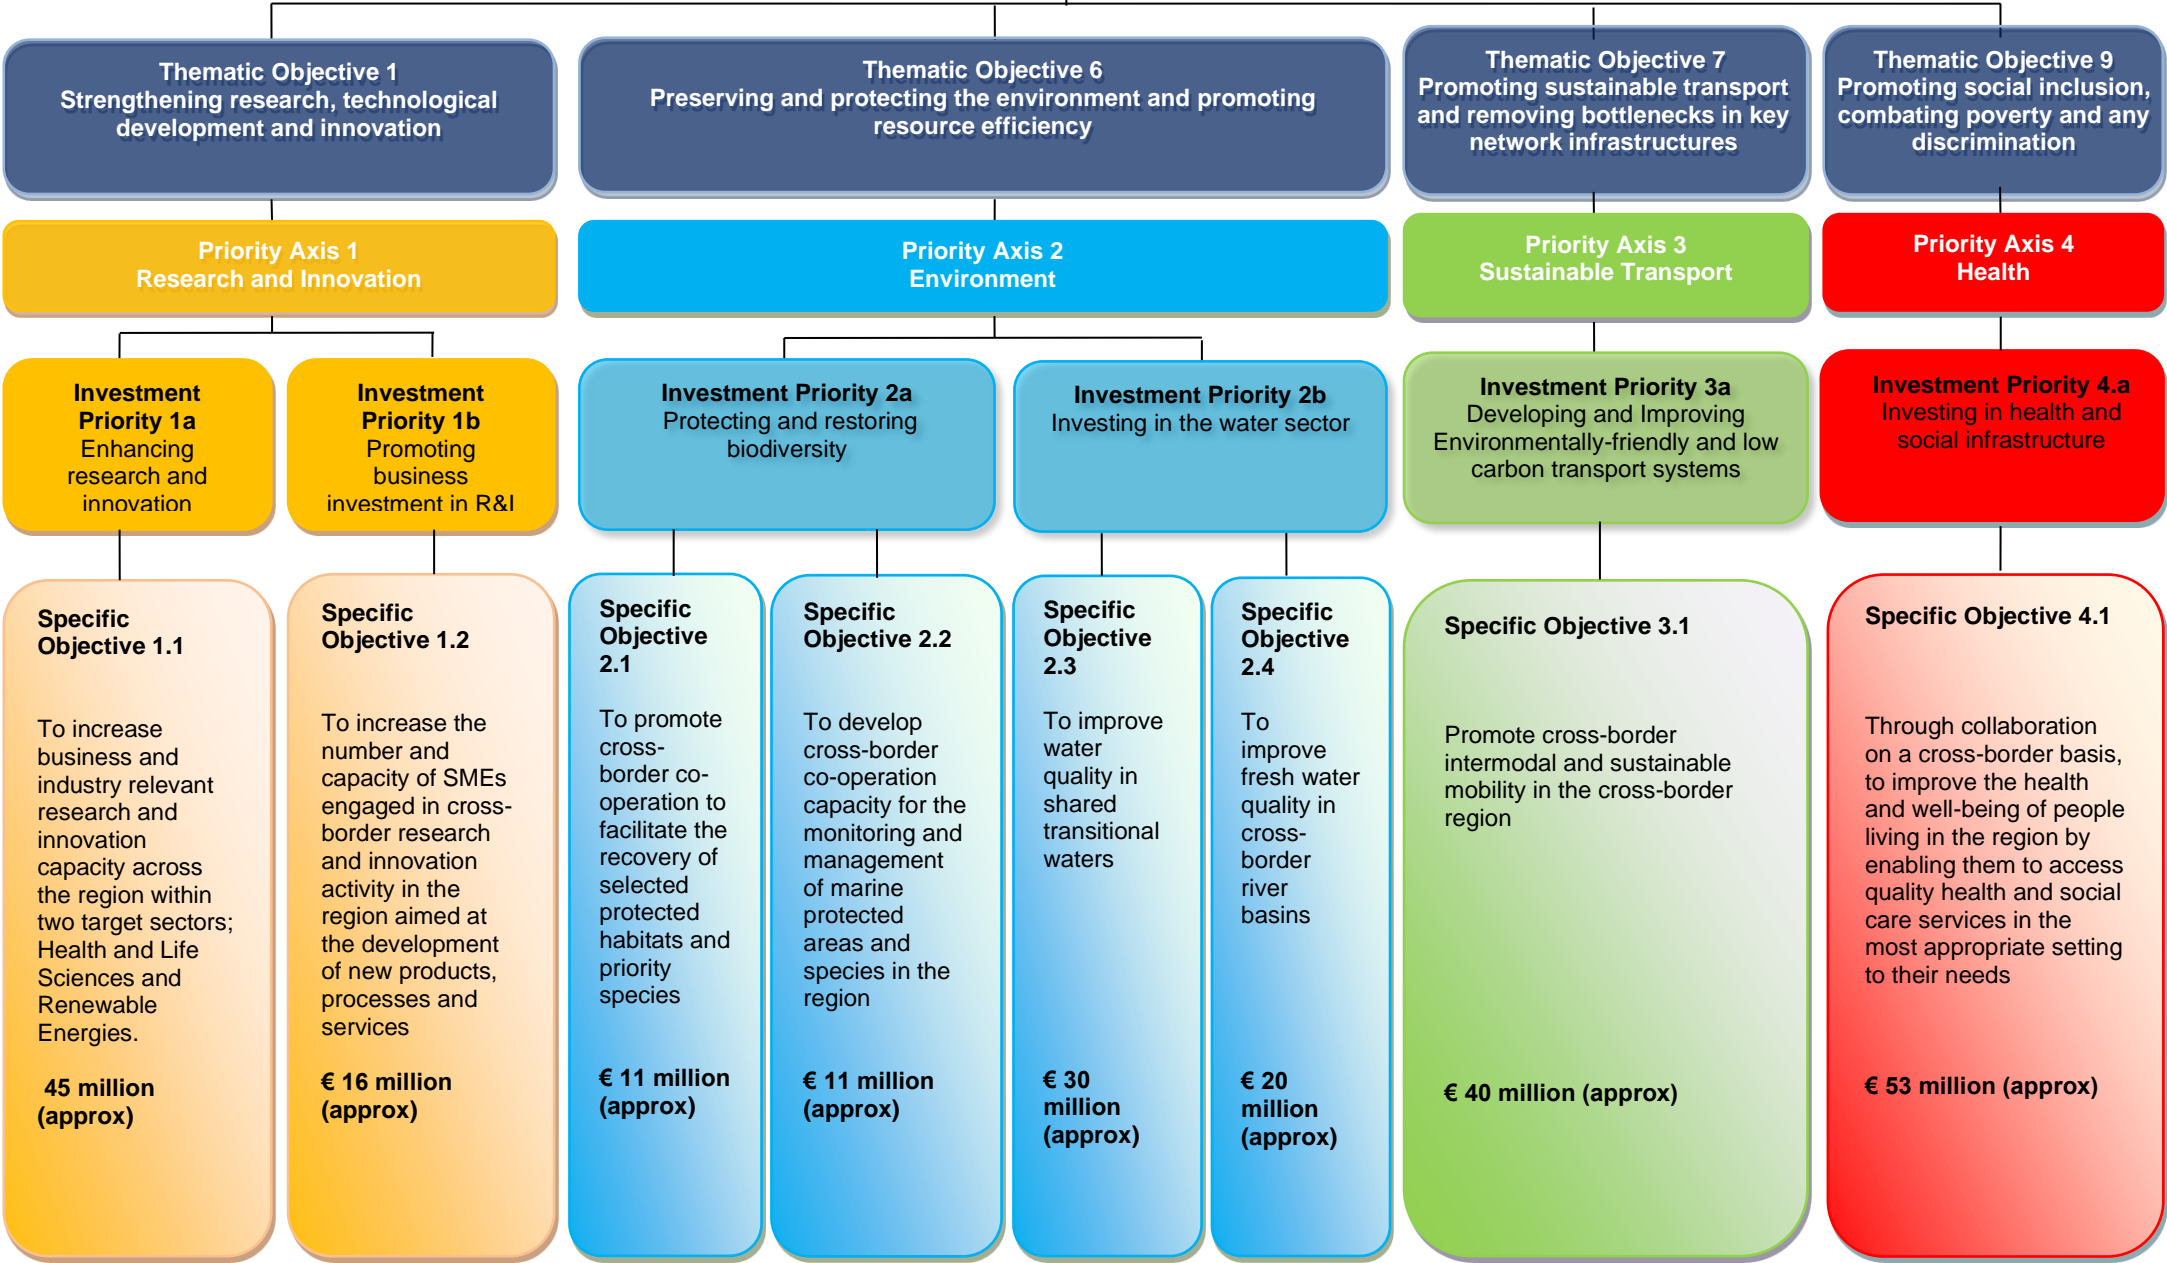 Thematic Objective 1
Strengthening research, technological
development and innovation
Thematic Objective 6
Preserving and protecting the environment and promoting
resource efficiency
Thematic Objective 7
Promoting sustainable transport
and removing bottlenecks in key
network infrastructures
Thematic Objective 9
Promoting social inclusion,
combating poverty and any
discrimination
Priority Axis 1
Research and Innovation
Priority Axis 2
Environment
Priority Axis 3
Sustainable Transport
Priority Axis 4
Health
Investment
Priority 1a
Enhancing
research and
innovation
Investment
Priority 1b
Promoting
business
investment in R&I
Investment Priority 2a
Protecting and restoring
biodiversity
Investment Priority 2b
Investing in the water sector
Investment Priority 3a
Developing and Improving
Environmentally-friendly and low
carbon transport systems
Investment Priority 4.a
Investing in health and
social infrastructure
Specific
Objective 1.1
To increase
business and
industry relevant
research and
innovation
capacity across
the region within
two target sectors;
Health and Life
Sciences and
Renewable
Energies.
45 million
(approx)
Specific
Objective 1.2
To increase the
number and
capacity of SMEs
engaged in cross-
border research
and innovation
activity in the
region aimed at
the development
of new products,
processes and
services
€ 16 million
(approx)
Specific
Objective
2.1
To promote
cross-
border co-
operation to
facilitate the
recovery of
selected
protected
habitats and
priority
species
€ 11 million
(approx)
Specific
Objective 2.2
To develop
cross-border
co-operation
capacity for the
monitoring and
management
of marine
protected
areas and
species in the
region
€ 11 million
(approx)
Specific
Objective
2.3
To improve
water
quality in
shared
transitional
waters
€ 30
million
(approx)
Specific
Objective
2.4
To
improve
fresh water
quality in
cross-
border
river
basins
€ 20
million
(approx)
Specific Objective 3.1
Promote cross-border
intermodal and sustainable
mobility in the cross-border
region
€ 40 million (approx)
Specific Objective 4.1
Through collaboration
on a cross-border basis,
to improve the health
and well-being of people
living in the region by
enabling them to access
quality health and social
care services in the
most appropriate setting
to their needs
€ 53 million (approx)